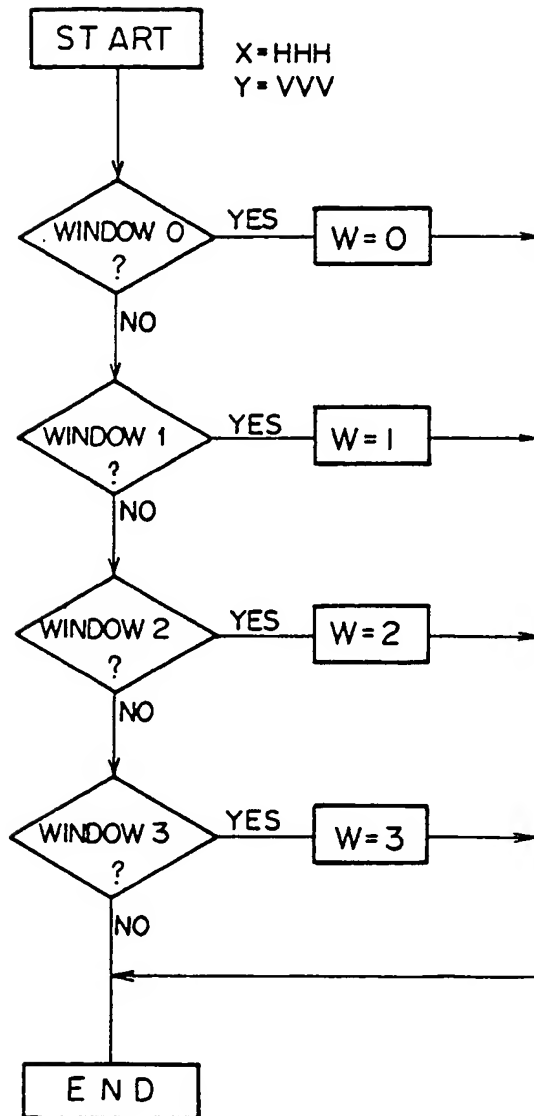 START
X=HHH
Y=VVV
WINDOW 0
?
YES
W=0
NO
WINDOW 1
?
YES
W=1
NO
WINDOW 2
?
YES
W=2
NO
WINDOW 3
?
YES
W=3
NO
END